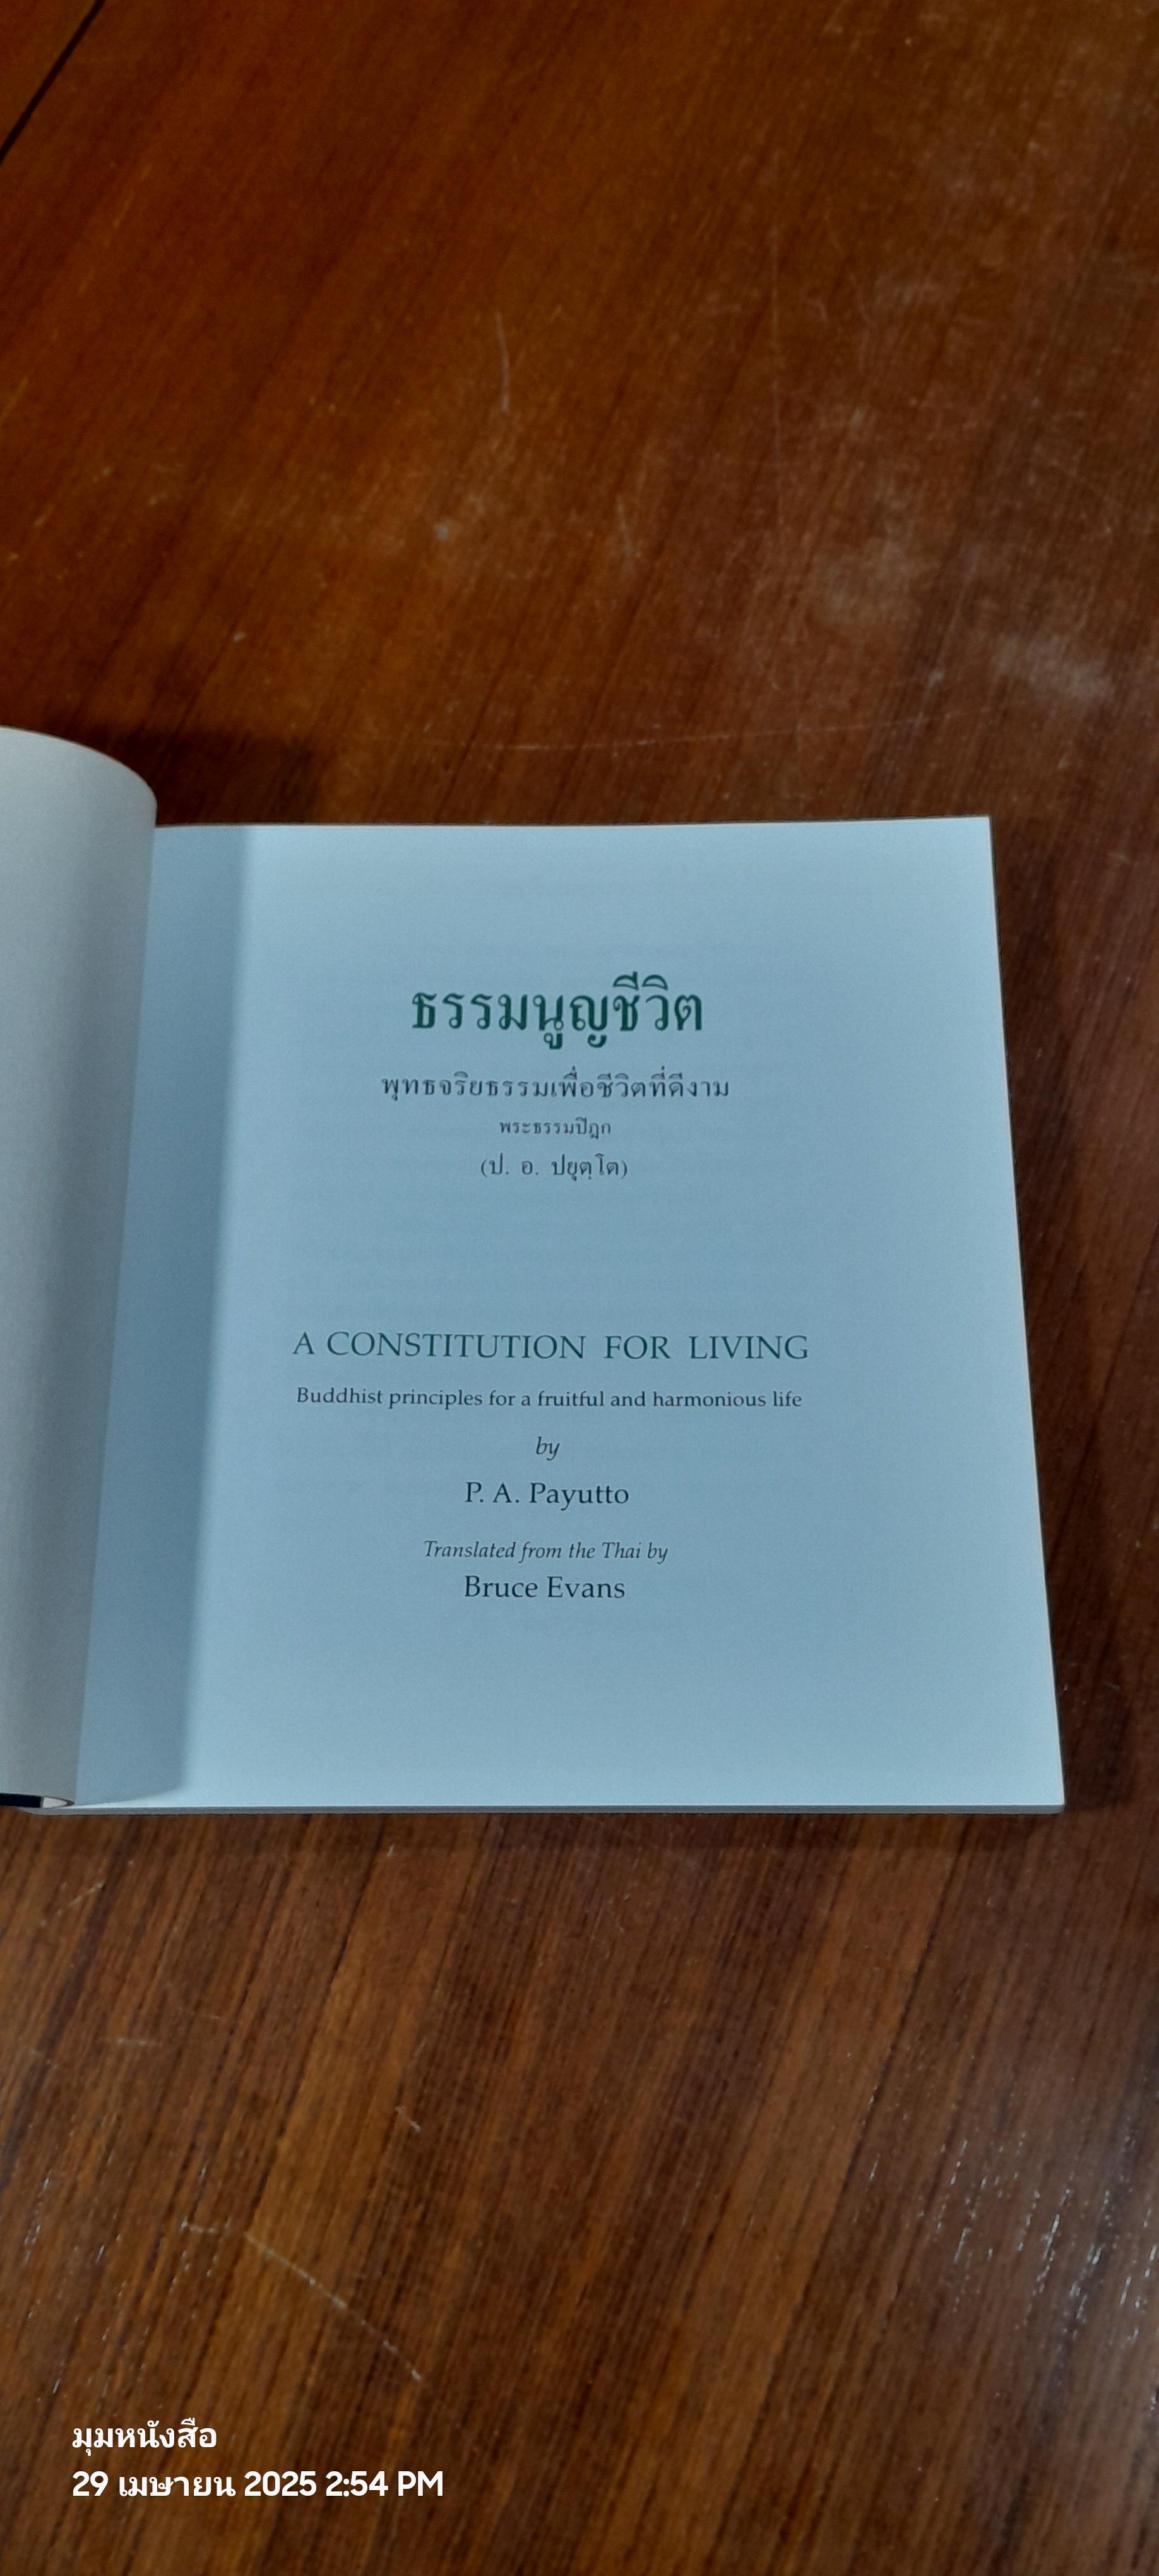 ธรรมนูญชีวิต
พุทธจริยธรรมเพื่อชีวิตที่ดีงาม
พระธรรมปิฎก
(ป. อ. ปยุตฺโต)
A CONSTITUTION FOR LIVING
Buddhist principles for a fruitful and harmonious life
by
P. A. Payutto
Translated from the Thai by
Bruce Evans
มุมหนังสือ
29 เมษายน 2025 2:54 PM